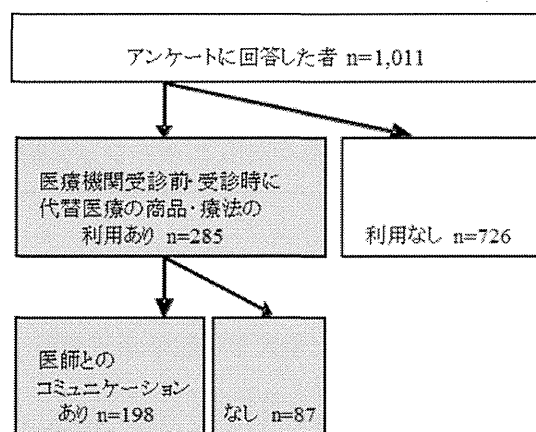 アンケートに回答した者 n=1,011
医療機関受診前・受診時に
代替医療の商品・療法の
利用あり n=285
利用なし n=726
医師との
コミュニケーション
あり n=198
なし n=87